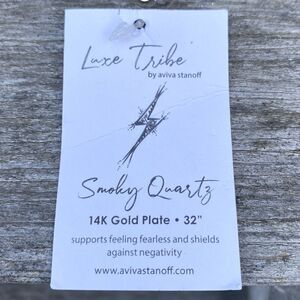 Luxe Tribe
by aviva stanoff
Smoky Quartz
14K Gold Plate • 32"
supports feeling fearless and shields
against negativity
www.avivastanoff.com